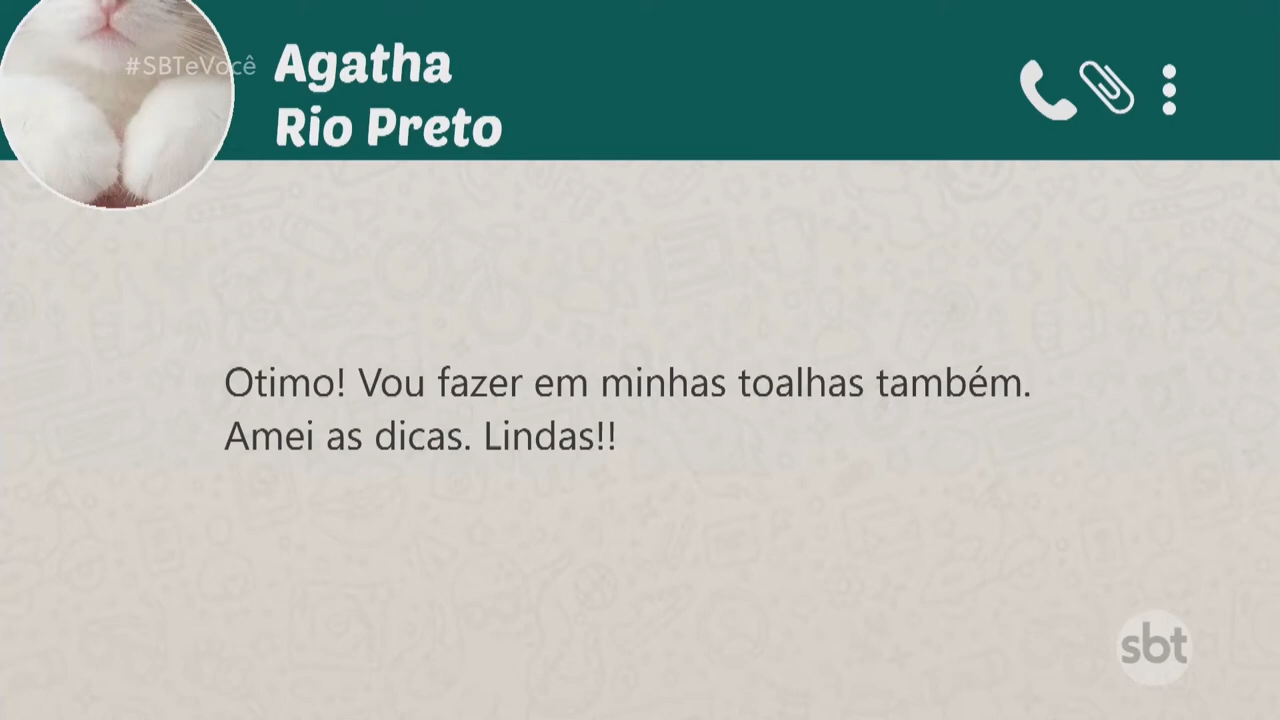 #SBTeVocê
Agatha
Rio Preto
Otimo! Vou fazer em minhas toalhas também.
Amei as dicas. Lindas!!
sbt